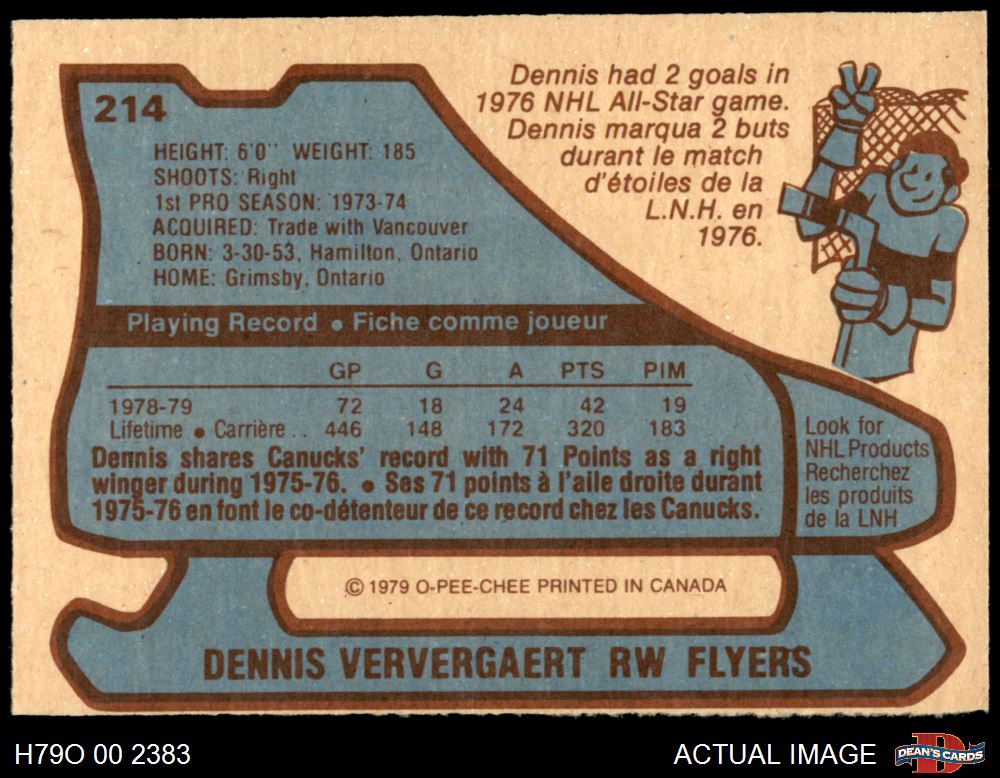 214
HEIGHT: 6'0" WEIGHT: 185
SHOOTS: Right
1st PRO SEASON: 1973-74
ACQUIRED: Trade with Vancouver
BORN: 3-30-53, Hamilton, Ontario
HOME: Grimsby, Ontario
Dennis had 2 goals in
1976 NHL All-Star game.
Dennis marqua 2 buts
durant le match
d'étoiles de la
L.N.H. en
1976.
Playing Record • Fiche comme joueur
GP G A PTS PIM
1978-79 72 18 24 42 19
Lifetime • Carrière .. 446 148 172 320 183
Dennis shares Canucks' record with 71 Points as a right
winger during 1975-76. • Ses 71 points à l'aile droite durant
1975-76 en font le co-détenteur de ce record chez les Canucks.
Look for
NHL Products
Recherchez
les produits
de la LNH
© 1979 O-PEE-CHEE PRINTED IN CANADA
DENNIS VERVERGAERT RW FLYERS
H79O 00 2383
ACTUAL IMAGE
DEAN'S CARDS